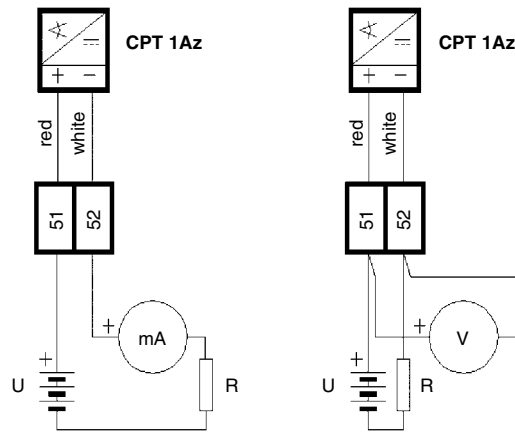 CPT 1Az
+ −
red
white
51
52
+
mA
+
U
R
CPT 1Az
+ −
red
white
51
52
+
V
+
U
R